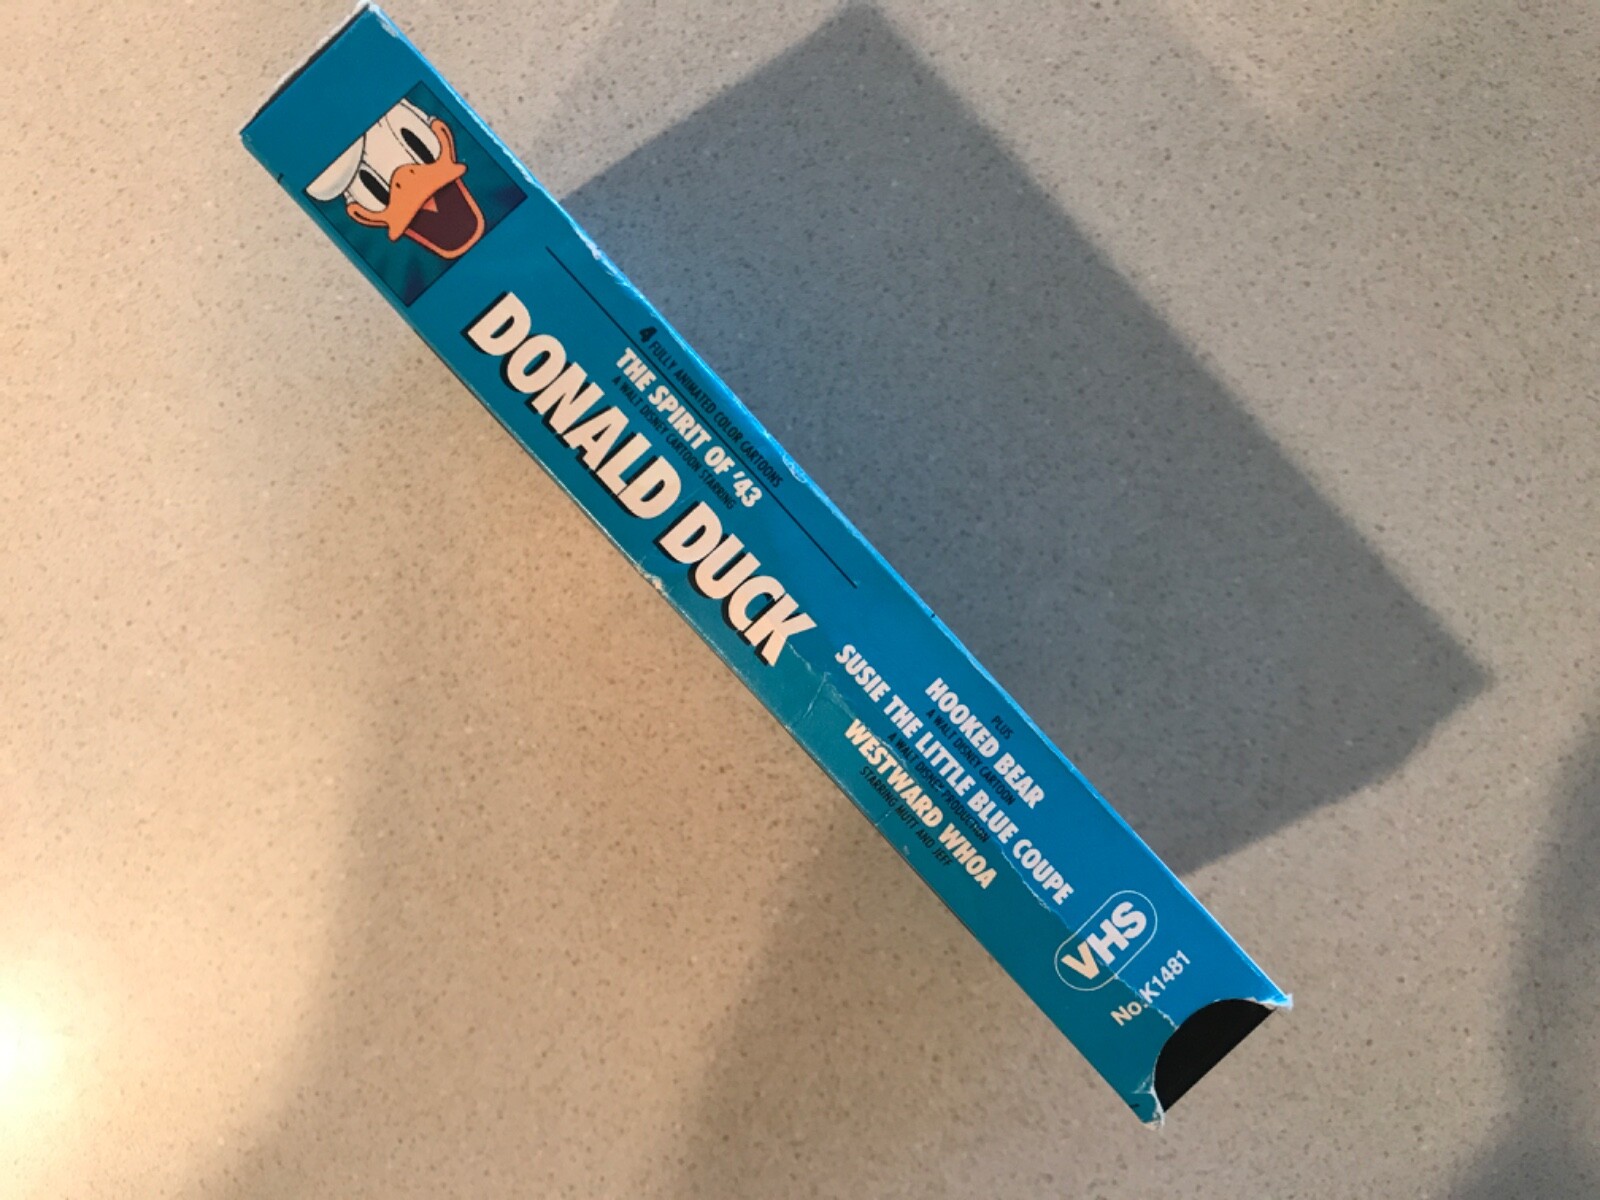 4 FULLY ANIMATED COLOR CARTOONS
THE SPIRIT OF '43
A WALT DISNEY CARTOON STARRING
DONALD DUCK
PLUS
HOOKED BEAR
A WALT DISNEY CARTOON
SUSIE THE LITTLE BLUE COUPE
A WALT DISNEY PRODUCTION
WESTWARD WHOA
STARRING MUTT AND JEFF
VHS
No. K1481